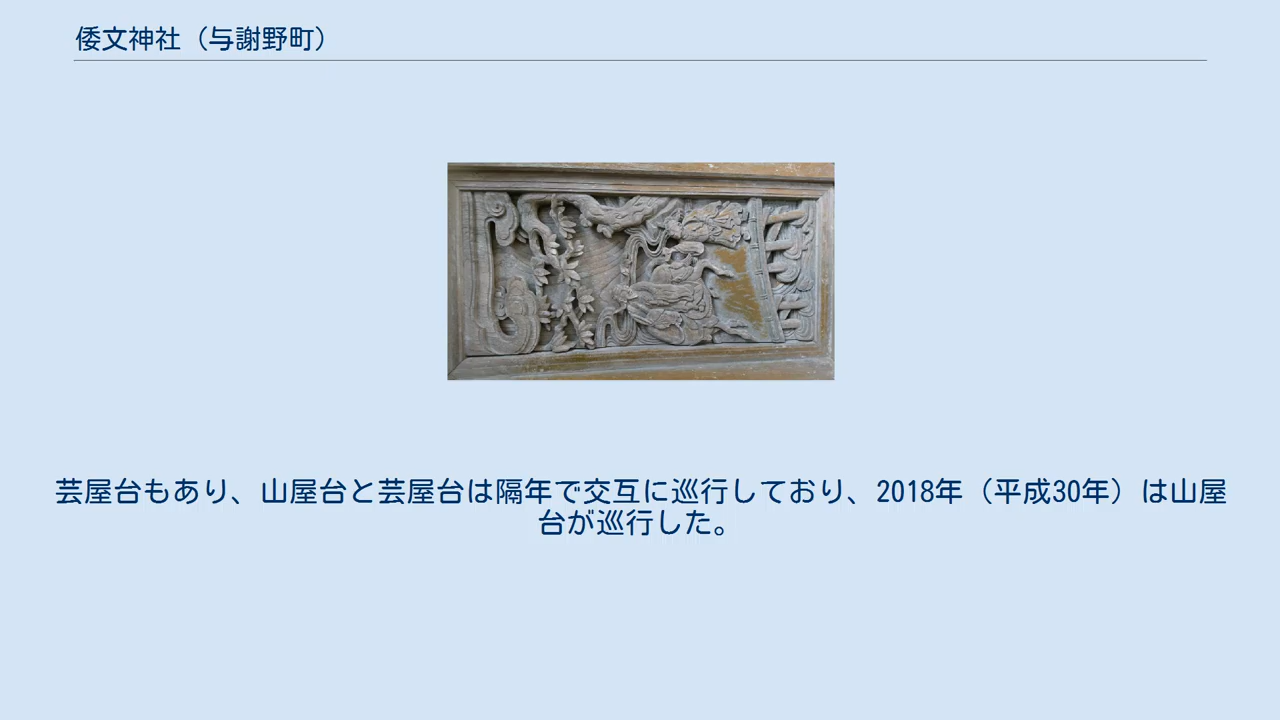 倭文神社（与謝野町）
芸屋台もあり、山屋台と芸屋台は隔年で交互に巡行しており、2018年（平成30年）は山屋
台が巡行した。